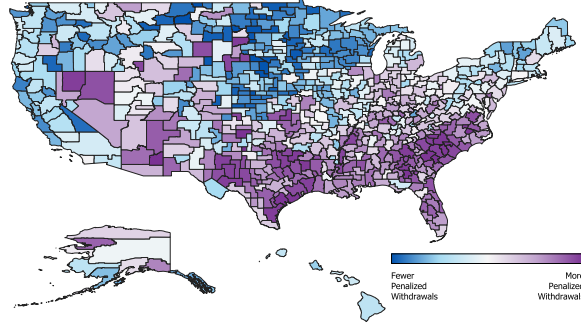 Fewer
Penalized
Withdrawals
More
Penalized
Withdrawals